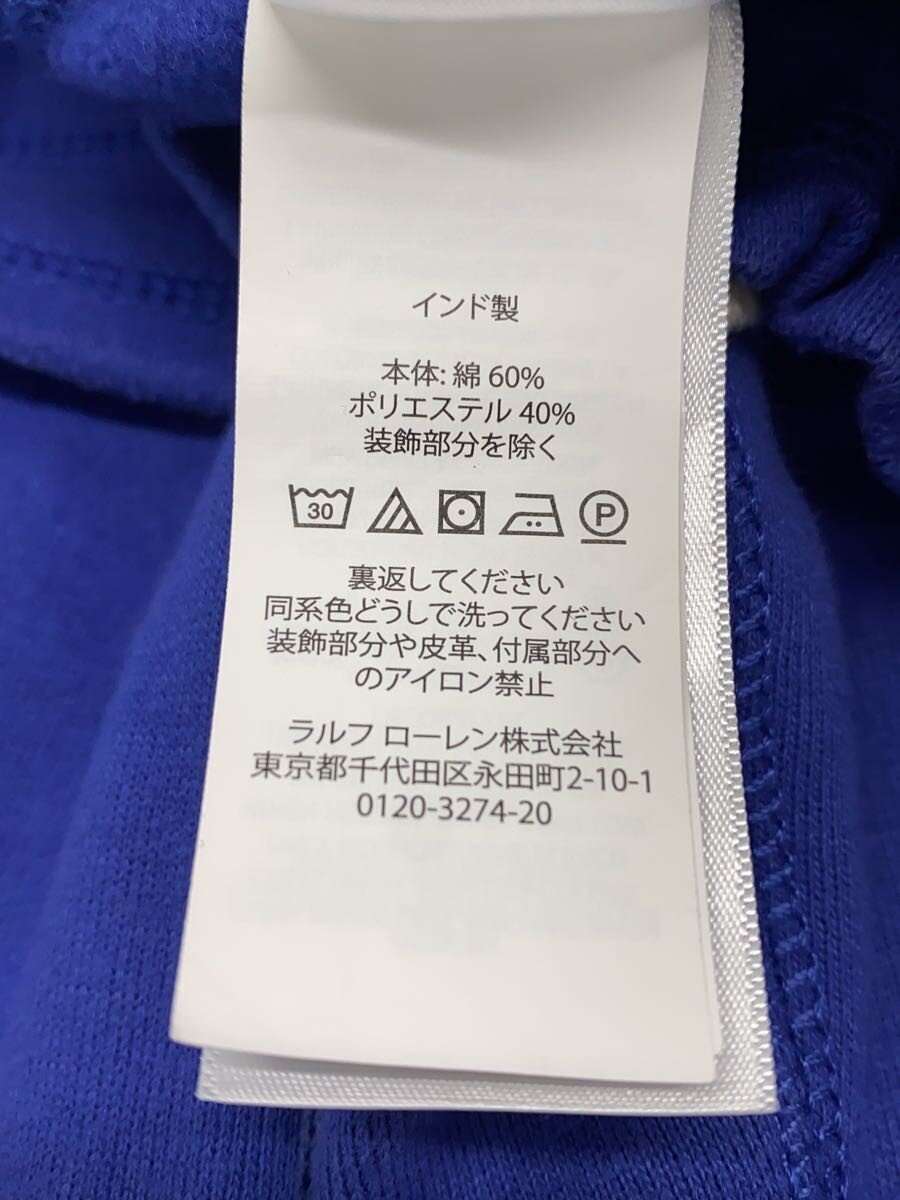 インド製
本体: 綿 60%
ポリエステル 40%
装飾部分を除く
30 P
裏返してください
同系色どうしで洗ってください
装飾部分や皮革、付属部分へ
のアイロン禁止
ラルフ ローレン株式会社
東京都千代田区永田町2-10-1
0120-3274-20